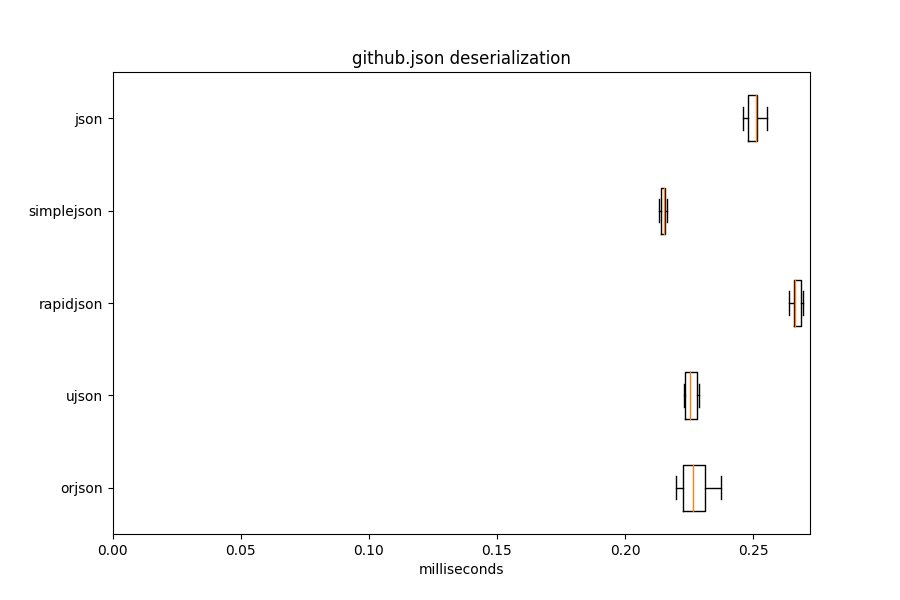 github.json deserialization
json
simplejson
rapidjson
ujson
orjson
0.00 0.05 0.10 0.15 0.20 0.25
milliseconds